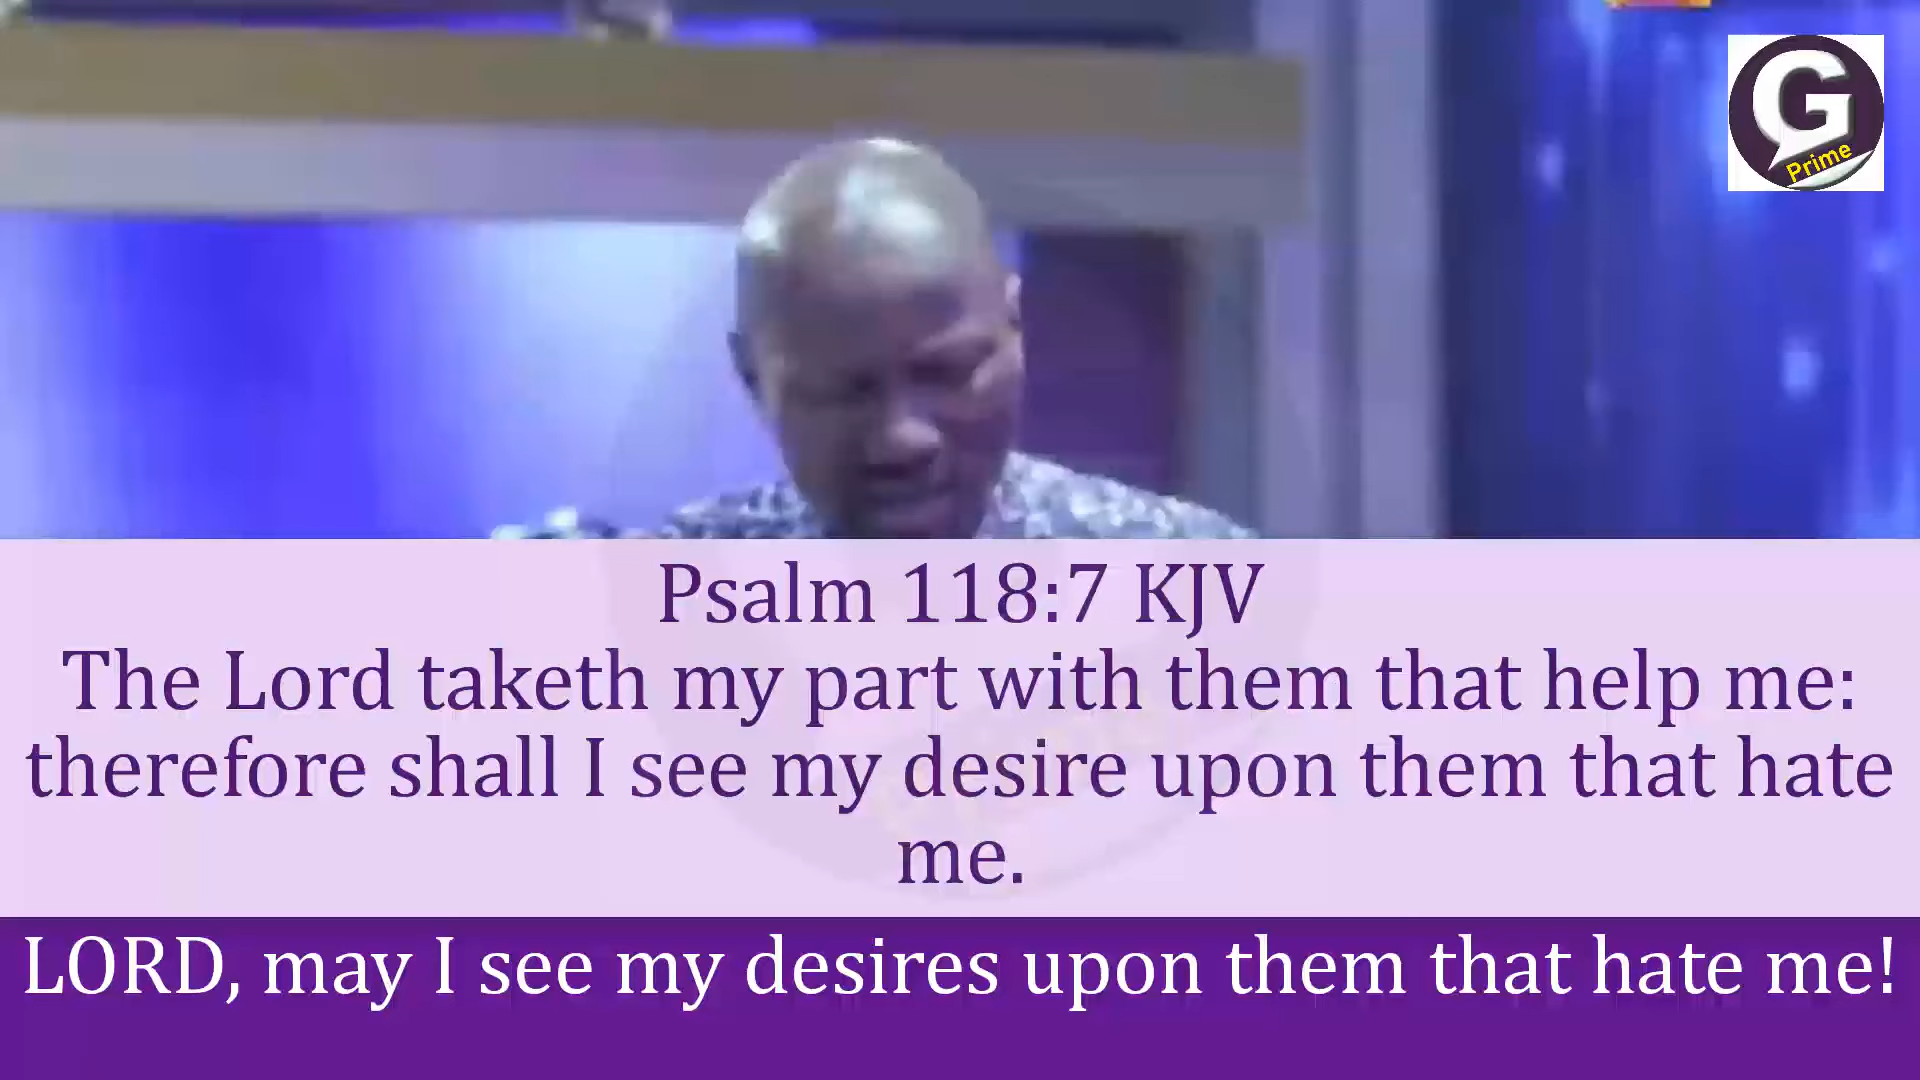 G
Prime
Psalm 118:7 KJV
The Lord taketh my part with them that help me:
therefore shall I see my desire upon them that hate
me.
LORD, may I see my desires upon them that hate me!